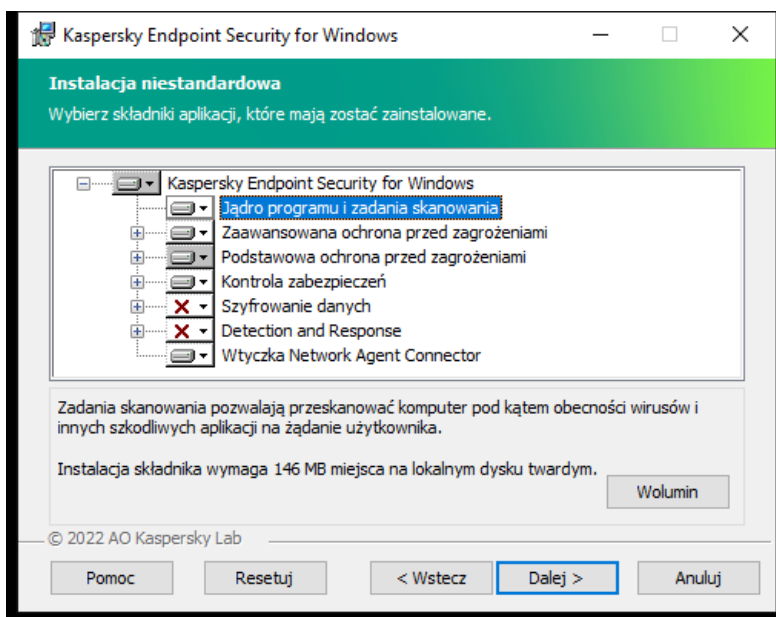 Kaspersky Endpoint Security for Windows
Instalacja niestandardowa
Wybierz składniki aplikacji, które mają zostać zainstalowane.
Kaspersky Endpoint Security for Windows
Jądro programu i zadania skanowania
Zaawansowana ochrona przed zagrożeniami
Podstawowa ochrona przed zagrożeniami
Kontrola zabezpieczeń
Szyfrowanie danych
Detection and Response
Wtyczka Network Agent Connector
Zadania skanowania pozwalają przeskanować komputer pod kątem obecności wirusów i
innych szkodliwych aplikacji na żądanie użytkownika.
Instalacja składnika wymaga 146 MB miejsca na lokalnym dysku twardym.
Wolumin
© 2022 AO Kaspersky Lab
Pomoc Resetuj < Wstecz Dalej > Anuluj